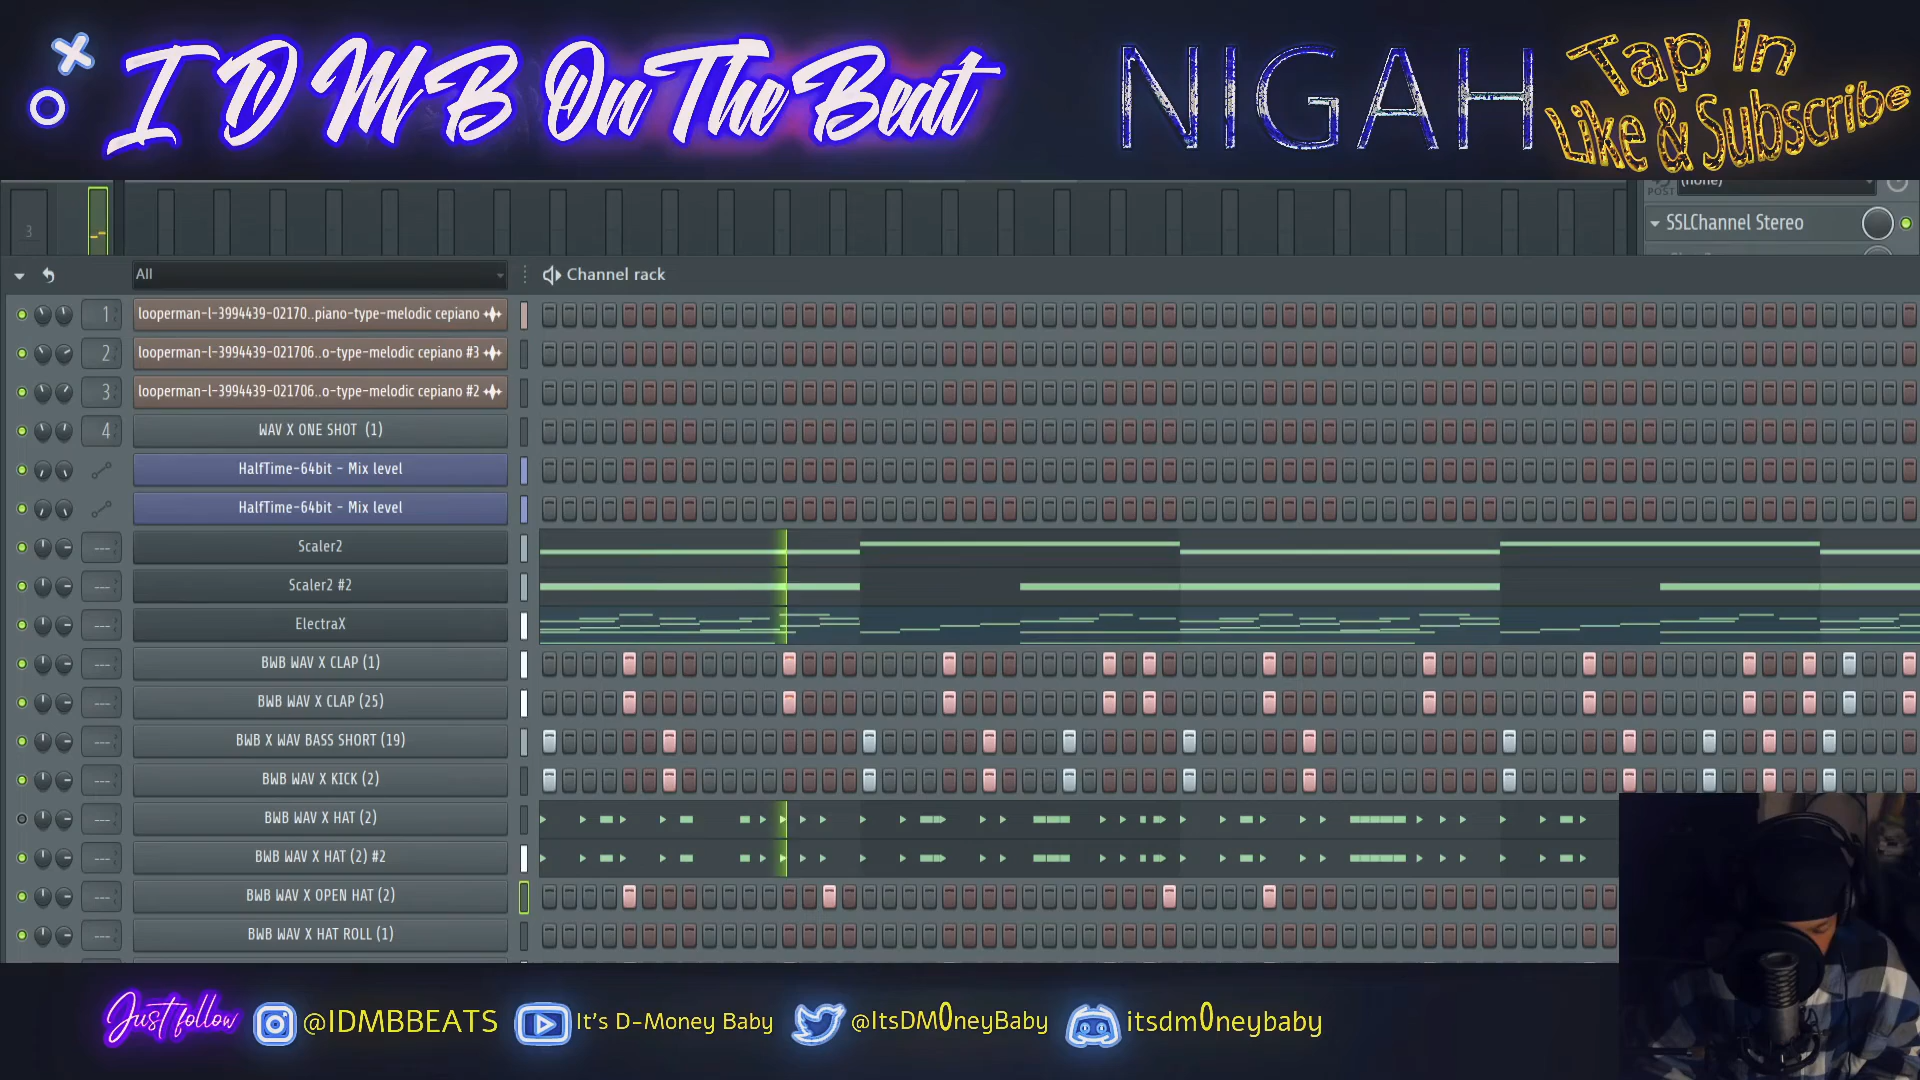 I D M B OnTheBeat
NIGAH
Tap In
Like & Subscribe
3
POST
(none)
SSLChannel Stereo
All
Channel rack
1
looperman-l-3994439-02170..piano-type-melodic cepiano
2
looperman-l-3994439-021706..o-type-melodic cepiano #3
3
looperman-l-3994439-021706..o-type-melodic cepiano #2
4
WAV X ONE SHOT (1)
HalfTime-64bit - Mix level
HalfTime-64bit - Mix level
--- Scaler2
--- Scaler2 #2
--- ElectraX
--- BWB WAV X CLAP (1)
--- BWB WAV X CLAP (25)
--- BWB X WAV BASS SHORT (19)
--- BWB WAV X KICK (2)
--- BWB WAV X HAT (2)
--- BWB WAV X HAT (2) #2
--- BWB WAV X OPEN HAT (2)
--- BWB WAV X HAT ROLL (1)
Just follow
@IDMBBEATS
It's D-Money Baby
@ItsDM0neyBaby
itsdm0neybaby